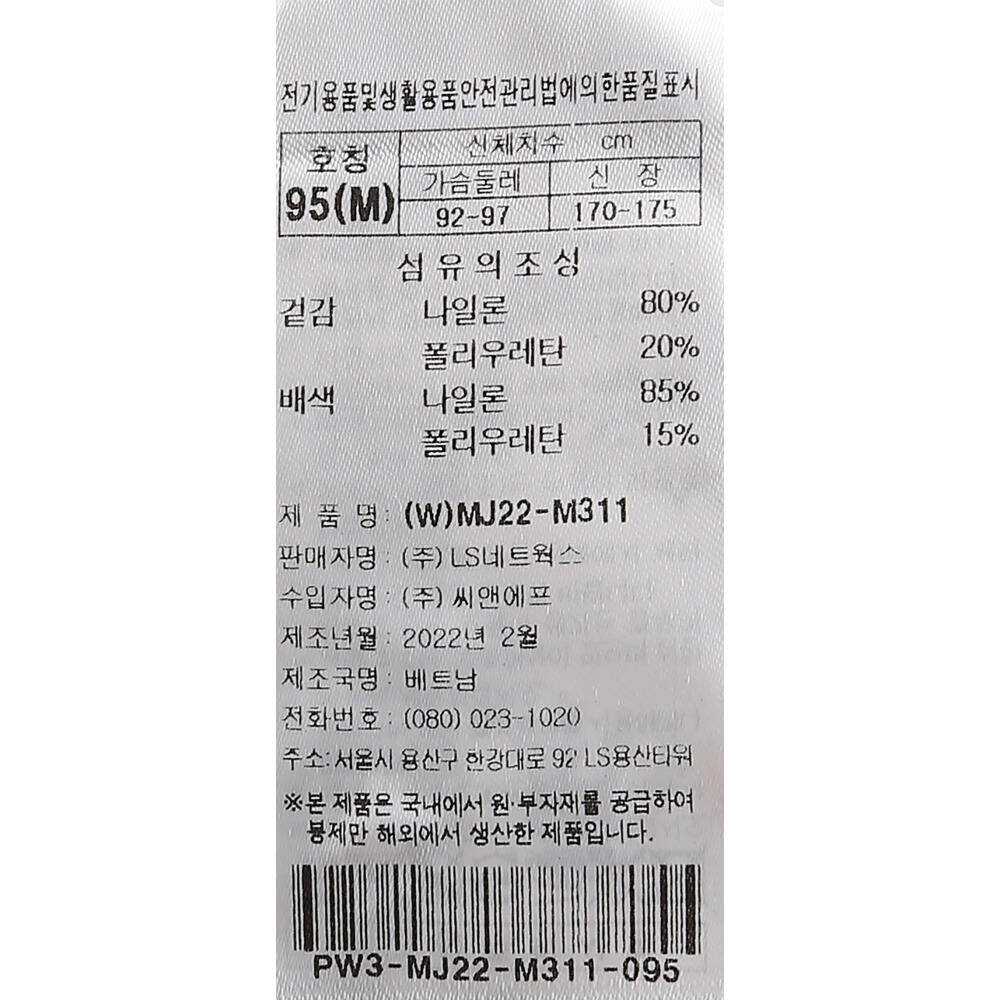 전기용품및생활용품안전관리법에의한품질표시
호칭 신체치수 cm
95(M) 가슴둘레 신 장
92~97 170-175
섬유의조성
겉감 나일론 80%
폴리우레탄 20%
배색 나일론 85%
폴리우레탄 15%
제 품 명 : (W)MJ22-M311
판매자명 : (주) LS네트웍스
수입자명 : (주) 씨앤에프
제조년월 : 2022년 2월
제조국명 : 베트남
전화번호 : (080) 023-1020
주소:서울시 용산구 한강대로 92 LS용산타워
※본 제품은 국내에서 원·부자재를 공급하여
봉제만 해외에서 생산한 제품입니다.
PW3-MJ22-M311-095